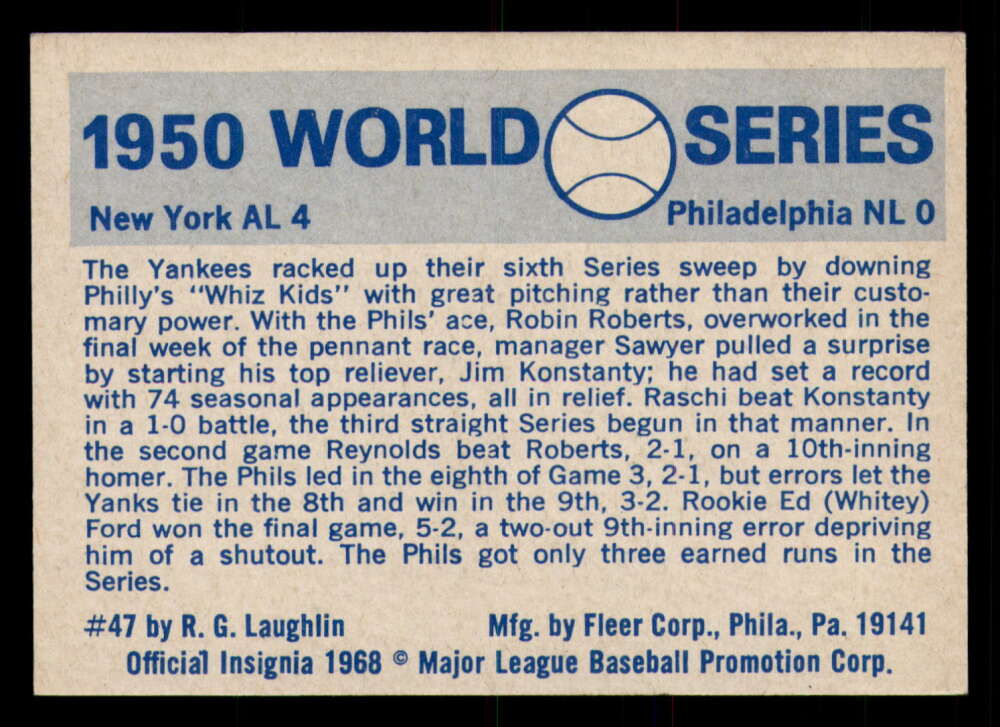 1950 WORLD SERIES
New York AL 4 Philadelphia NL 0
The Yankees racked up their sixth Series sweep by downing
Philly's "Whiz Kids" with great pitching rather than their custo-
mary power. With the Phils' ace, Robin Roberts, overworked in the
final week of the pennant race, manager Sawyer pulled a surprise
by starting his top reliever, Jim Konstanty; he had set a record
with 74 seasonal appearances, all in relief. Raschi beat Konstanty
in a 1-0 battle, the third straight Series begun in that manner. In
the second game Reynolds beat Roberts, 2-1, on a 10th-inning
homer. The Phils led in the eighth of Game 3, 2-1, but errors let the
Yanks tie in the 8th and win in the 9th, 3-2. Rookie Ed (Whitey)
Ford won the final game, 5-2, a two-out 9th-inning error depriving
him of a shutout. The Phils got only three earned runs in the
Series.
#47 by R. G. Laughlin Mfg. by Fleer Corp., Phila., Pa. 19141
Official Insignia 1968 © Major League Baseball Promotion Corp.